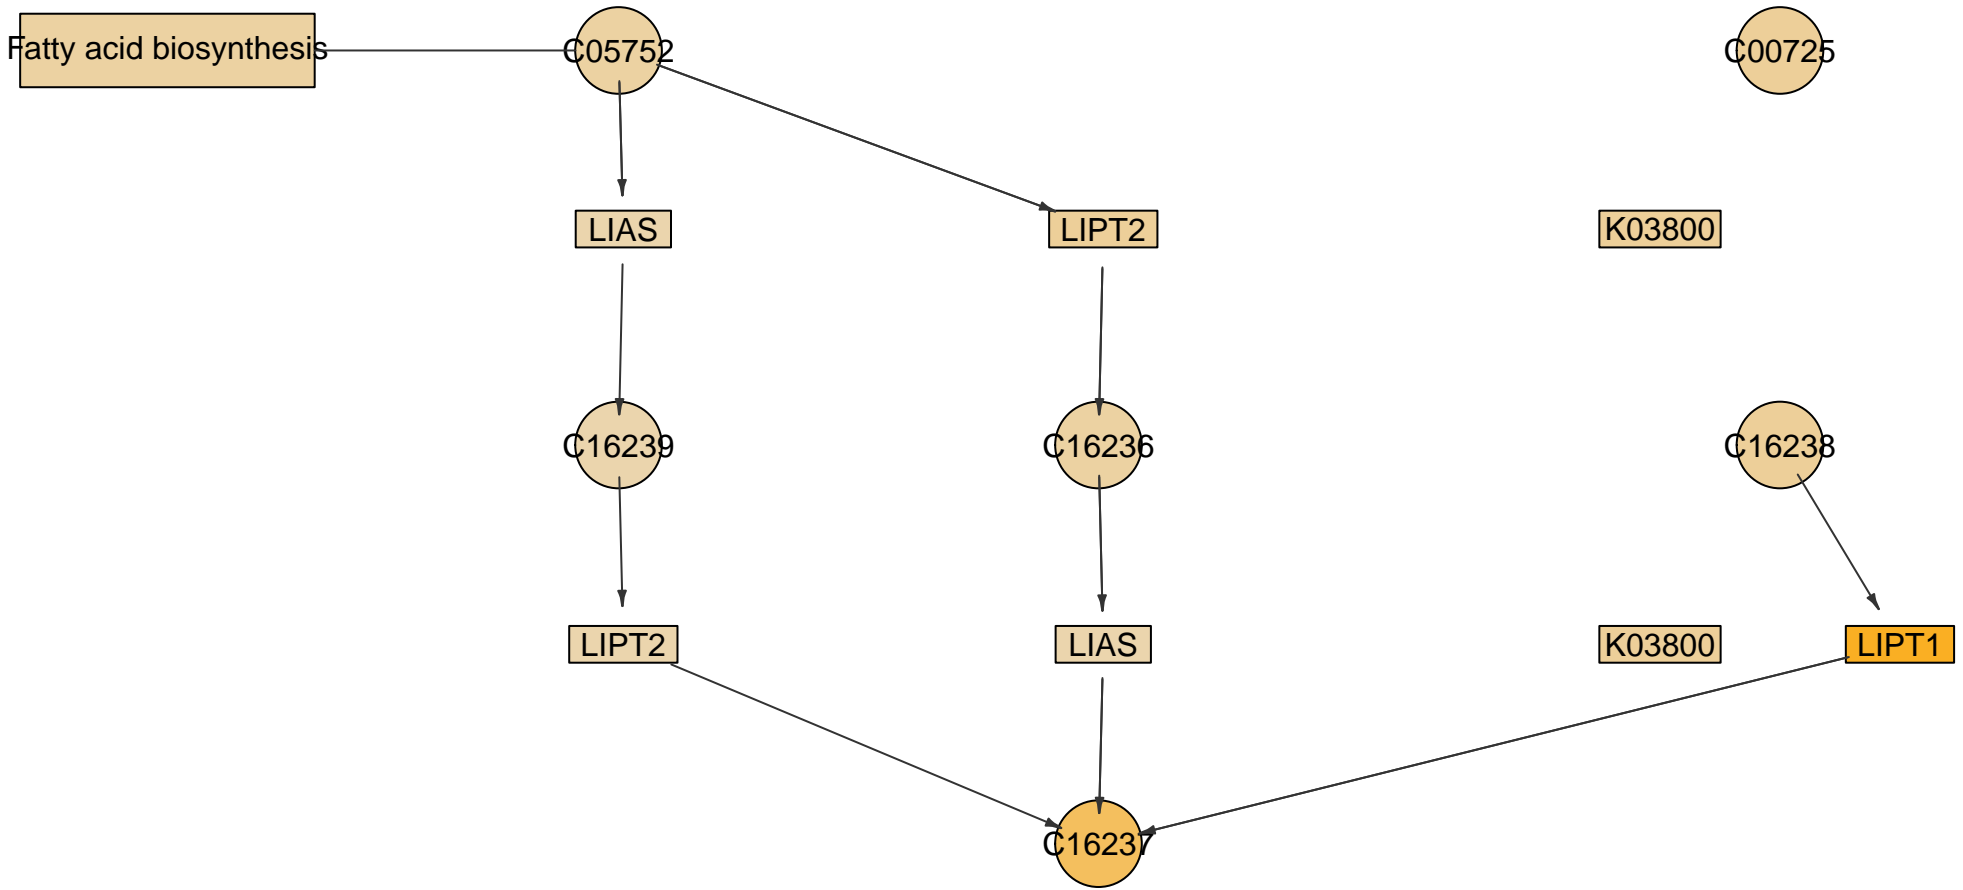 Fatty acid biosynthesis
C05752
C00725
LIAS
LIPT2
K03800
C16239
C16236
C16238
LIPT2
LIAS
K03800
LIPT1
C16237